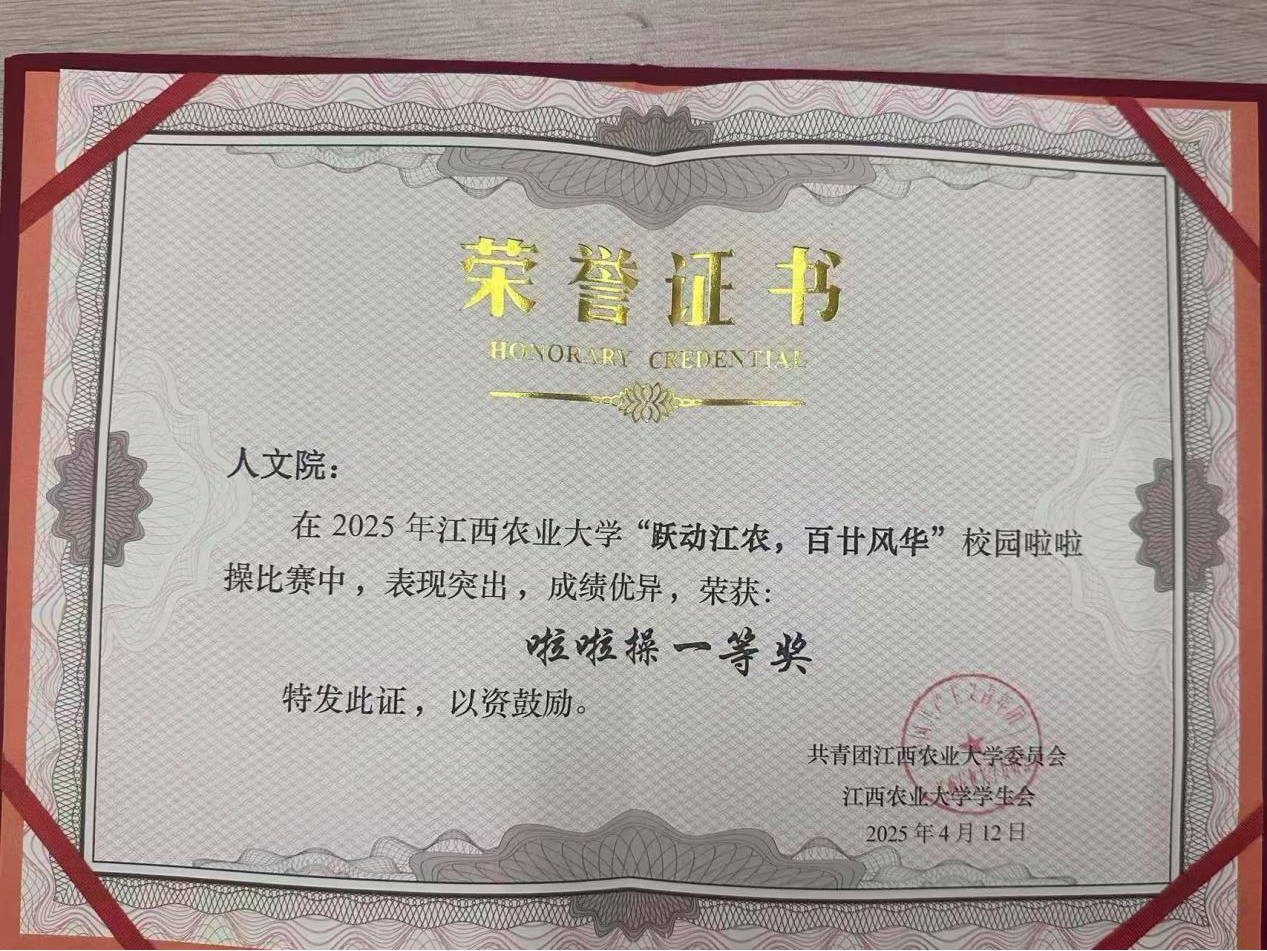 荣誉证书
HONORARY CREDENTIAL
人文院：
在 2025 年江西农业大学“跃动江农，百廿风华”校园啦啦
操比赛中，表现突出，成绩优异，荣获：
啦啦操一等奖
特发此证，以资鼓励。
共青团江西农业大学委员会
江西农业大学学生会
2025 年 4 月 12 日